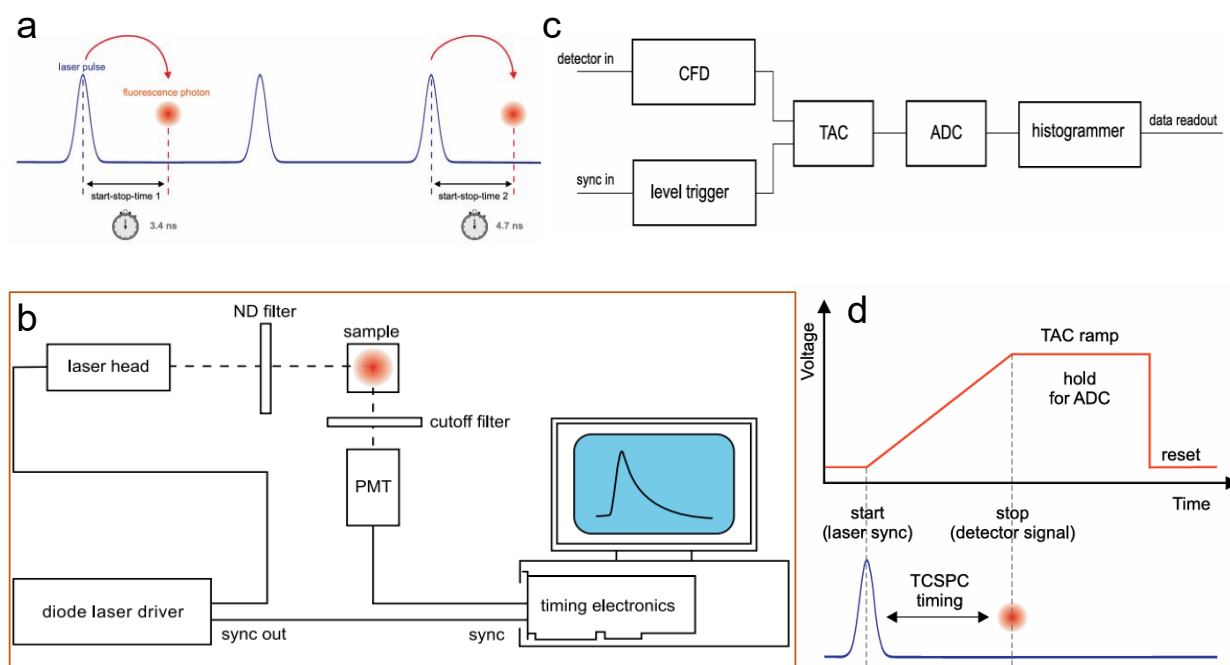 a
laser pulse
fluorescence photon
start-stop-time 1
start-stop-time 2
3.4 ns
4.7 ns
c
detector in
CFD
TAC
ADC
histogrammer
data readout
sync in
level trigger
b
ND filter
sample
laser head
cutoff filter
PMT
diode laser driver
sync out
sync
timing electronics
d
Voltage
TAC ramp
hold
for ADC
reset
Time
start
(laser sync)
stop
(detector signal)
TCSPC
timing